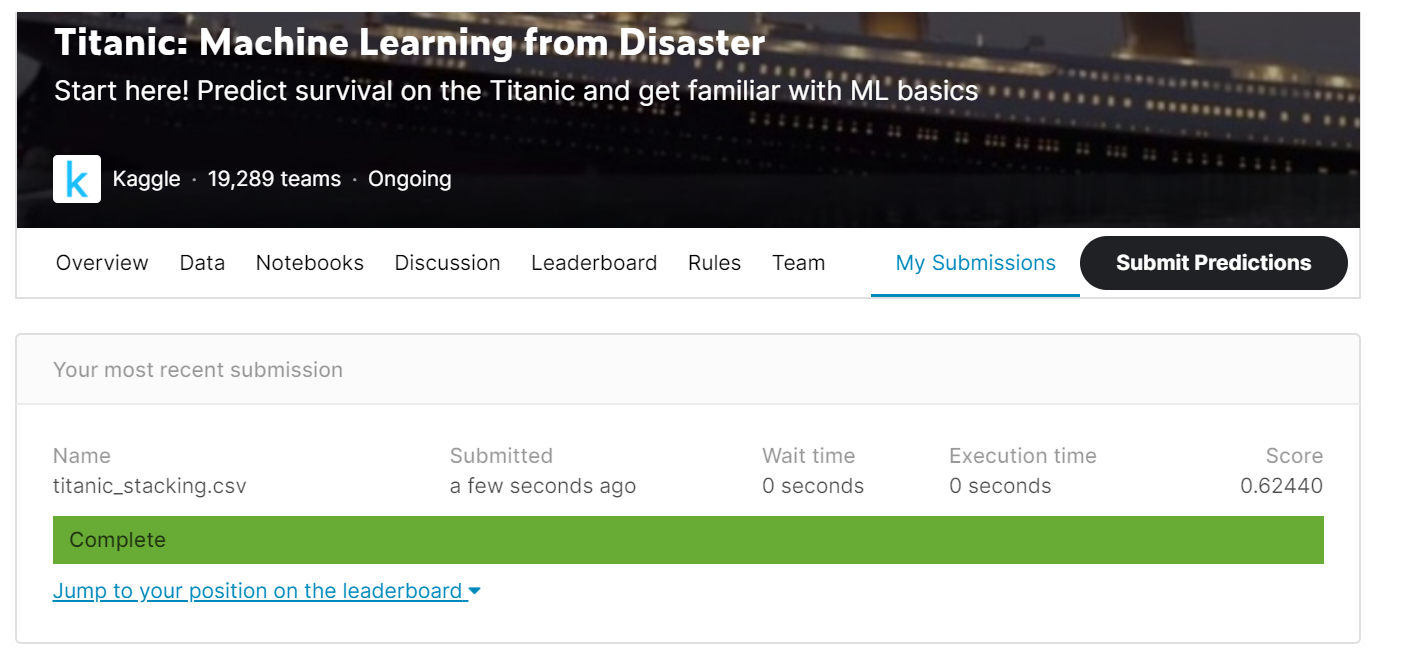 Titanic: Machine Learning from Disaster
Start here! Predict survival on the Titanic and get familiar with ML basics
k Kaggle · 19,289 teams · Ongoing
Overview Data Notebooks Discussion Leaderboard Rules Team My Submissions Submit Predictions
Your most recent submission
Name Submitted Wait time Execution time Score
titanic_stacking.csv a few seconds ago 0 seconds 0 seconds 0.62440
Complete
Jump to your position on the leaderboard